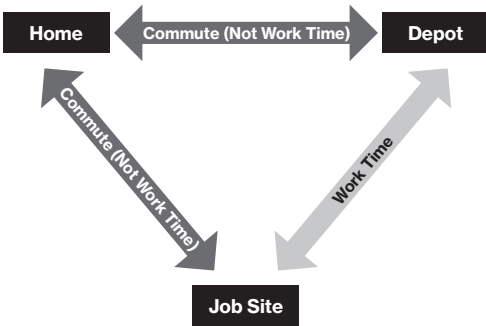 Home
Commute (Not Work Time)
Depot
Commute (Not Work Time)
Work Time
Job Site